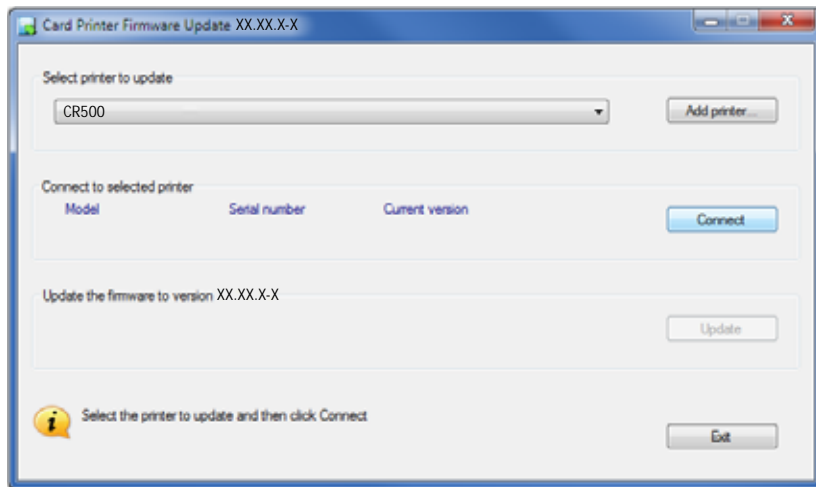 Card Printer Firmware Update XX.XX.X-X
Select printer to update
CR500
Add printer...
Connect to selected printer
Model Serial number Current version
Connect
Update the firmware to version XX.XX.X-X
Update
Select the printer to update and then click Connect
Exit